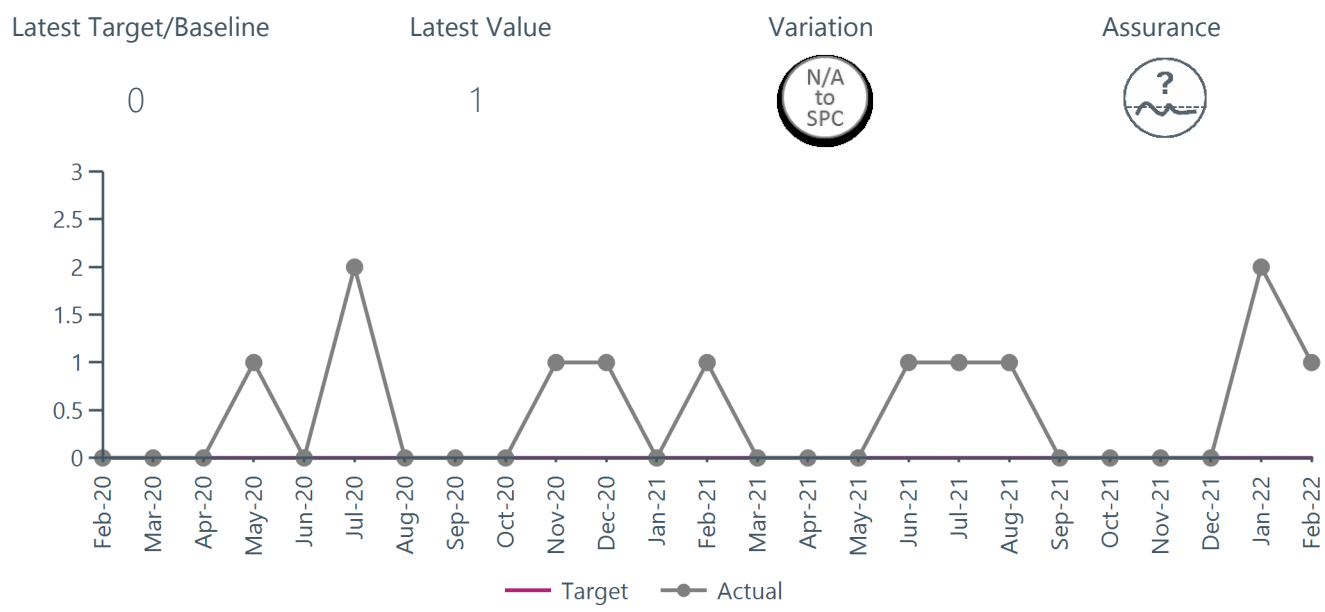 Latest Target/Baseline Latest Value Variation Assurance
0 1 N/A to SPC ?
3
2.5
2
1.5
1
0.5
0
Feb-20 Mar-20 Apr-20 May-20 Jun-20 Jul-20 Aug-20 Sep-20 Oct-20 Nov-20 Dec-20 Jan-21 Feb-21 Mar-21 Apr-21 May-21 Jun-21 Jul-21 Aug-21 Sep-21 Oct-21 Nov-21 Dec-21 Jan-22 Feb-22
Target Actual